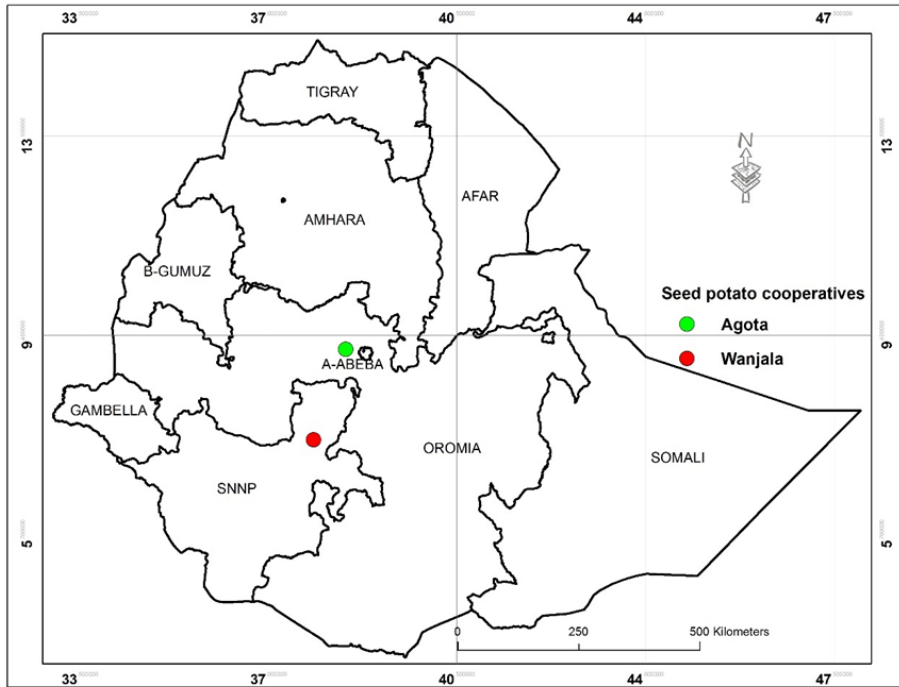 33 37 40 44 47
TIGRAY
13 13
N
AFAR
AMHARA
B-GUMUZ
Seed potato cooperatives
Agota
9 9
Wanjala
A-ABEBA
GAMBELLA
OROMIA
SOMALI
SNNP
5 5
0 250 500 Kilometers
33 37 40 44 47